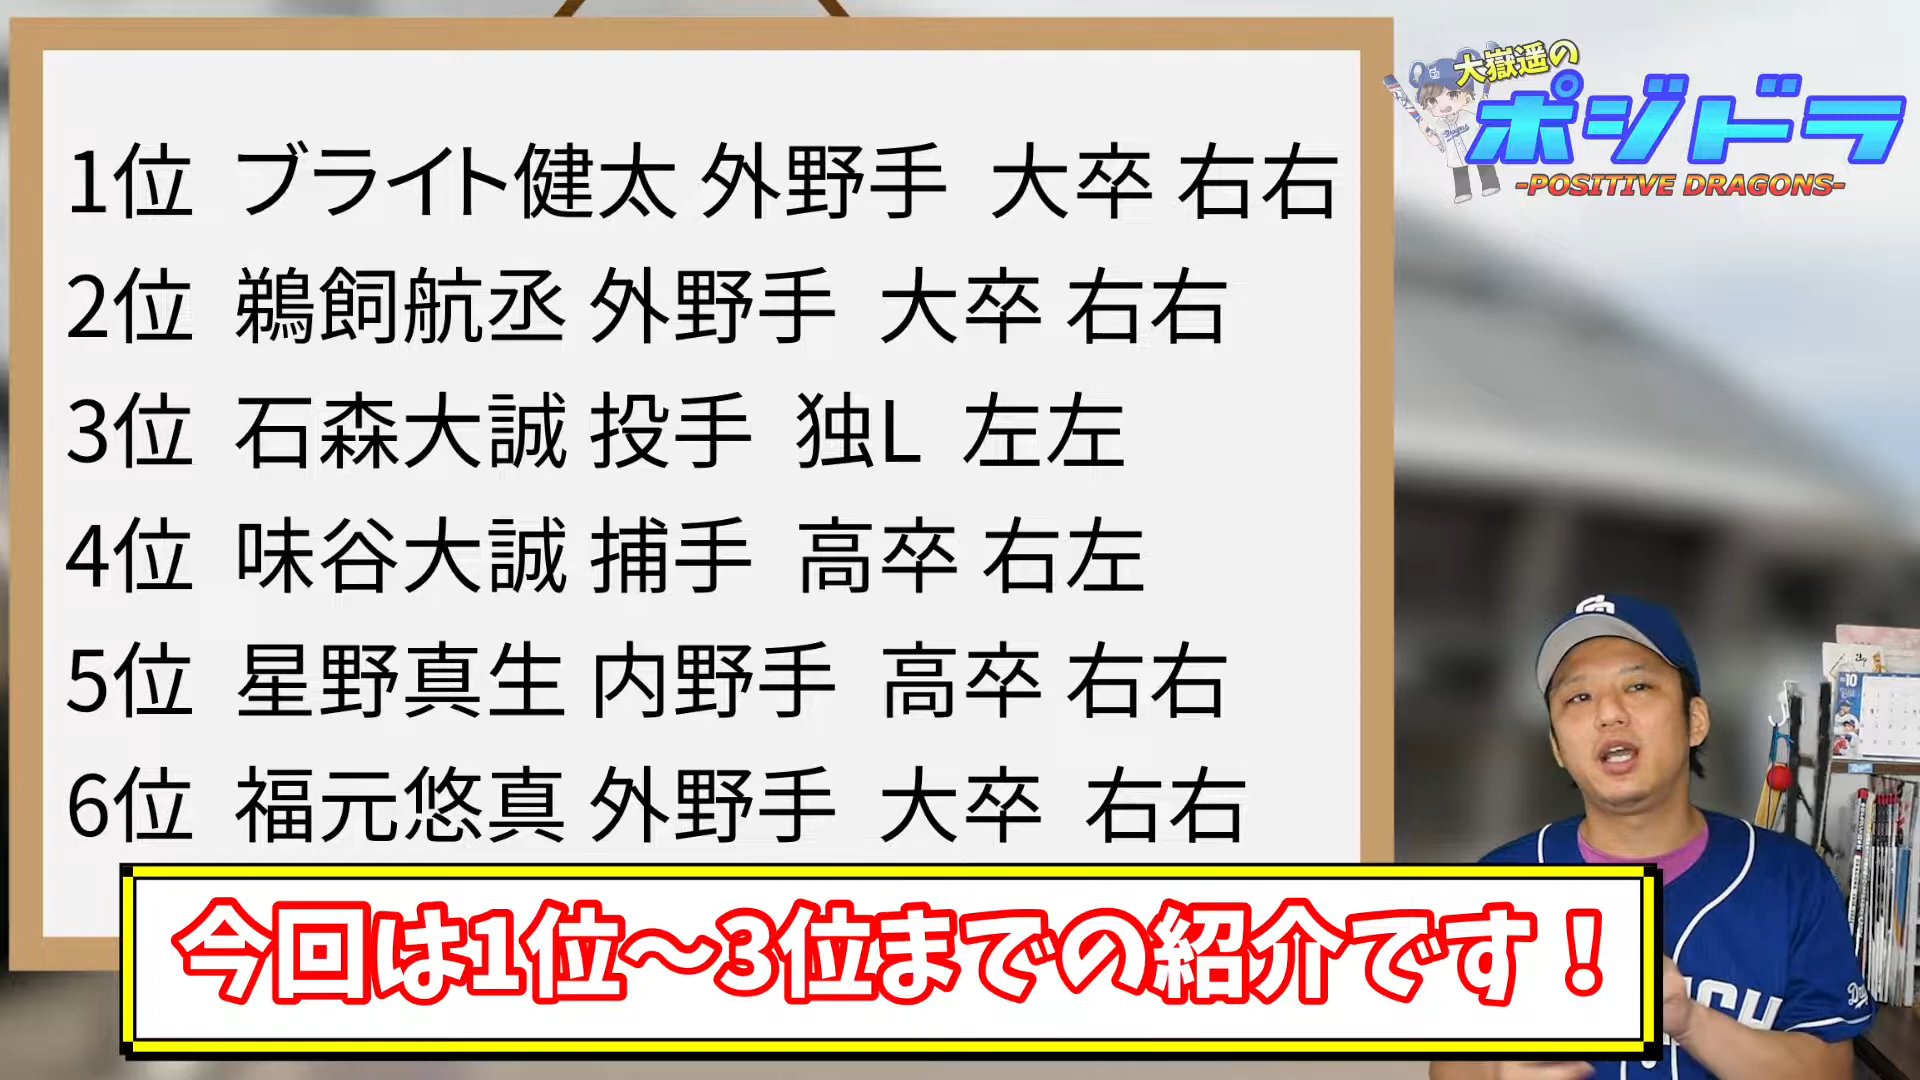 1位 ブライト健太 外野手 大卒 右右
2位 鵜飼航丞 外野手 大卒 右右
3位 石森大誠 投手 独L 左左
4位 味谷大誠 捕手 高卒 右左
5位 星野真生 内野手 高卒 右右
6位 福元悠真 外野手 大卒 右右
今回は1位～3位までの紹介です！
大嶽遥の
ポジドラ
-POSITIVE DRAGONS-
10